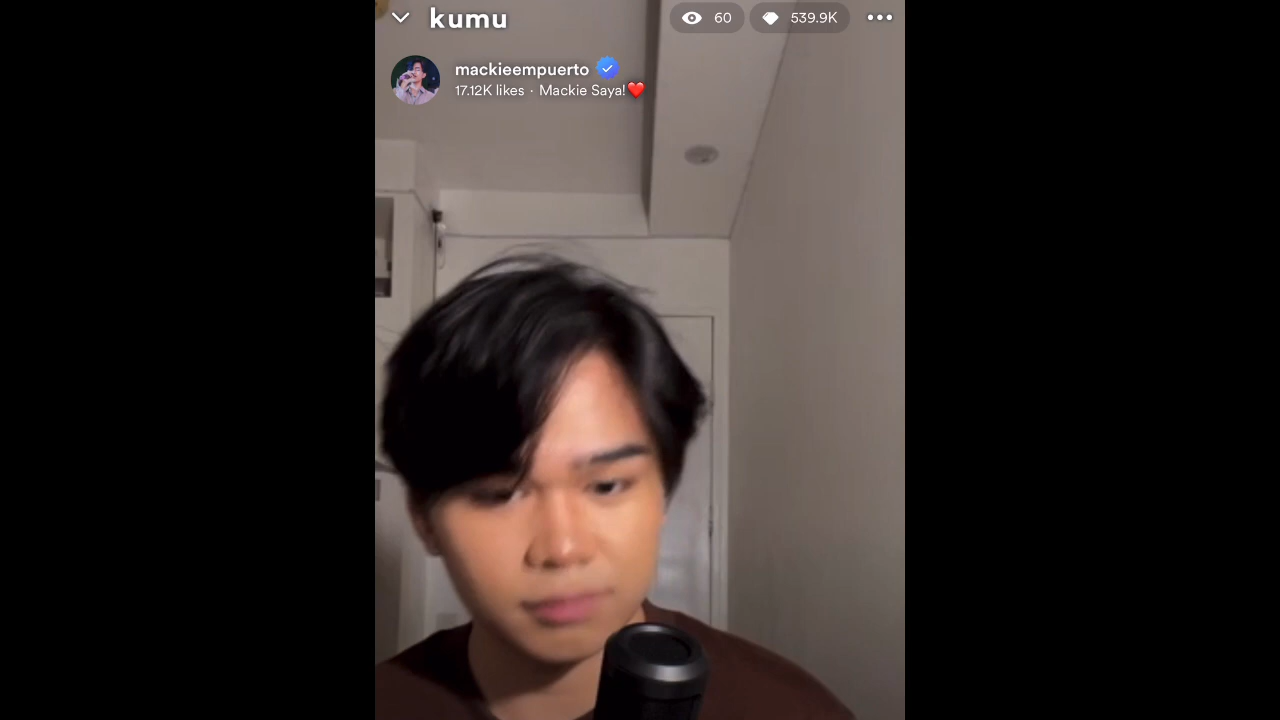 kumu
60
539.9K
mackieempuerto
17.12K likes · Mackie Saya!❤️